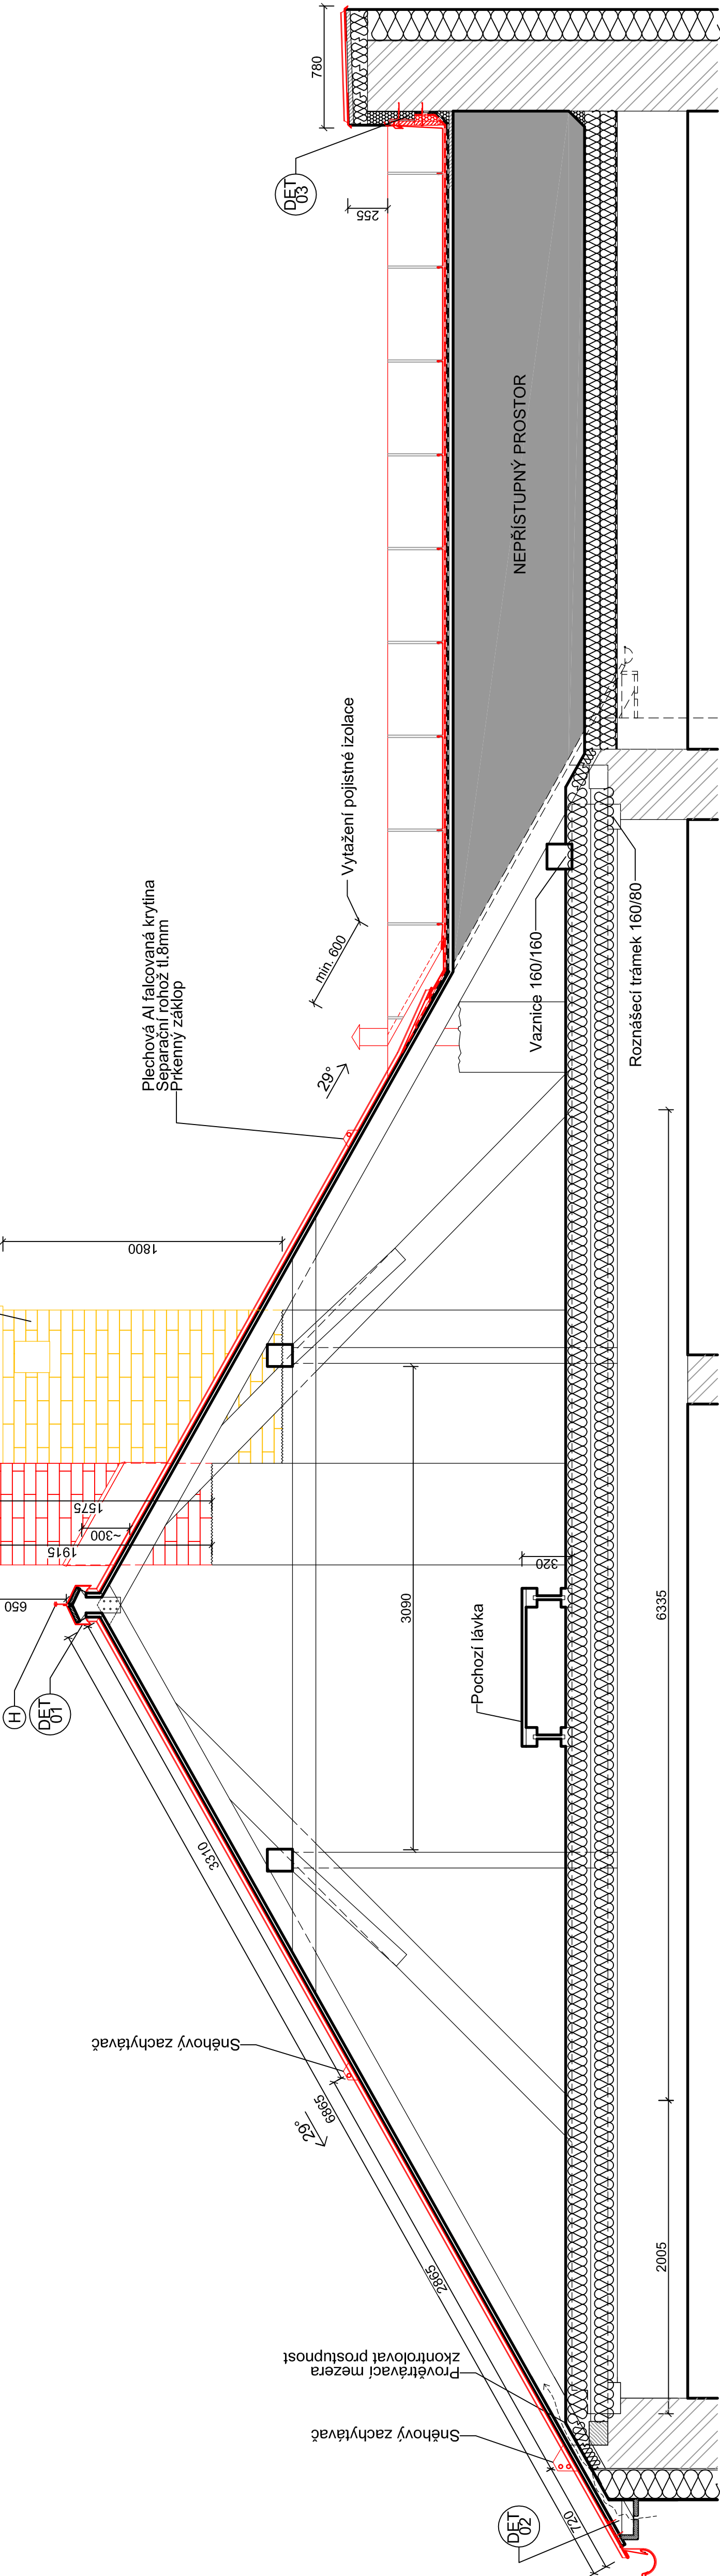 780
DET
03
255
NEPŘÍSTUPNÝ PROSTOR
Vytažení pojistné izolace
min. 600
Plechová Al falcovaná krytina
Separační rohož tl.8mm
Prkenný záklop
29°
Vaznice 160/160
Roznášecí trámek 160/80
1800
1575
~300
1915
650
H
DET
01
3090
320
Pochozí lávka
6335
3310
Sněhový zachytávač
6865
29°
2865
2005
Provětrávací mezera
zkontrolovat prostupnost
Sněhový zachytávač
720
DET
02